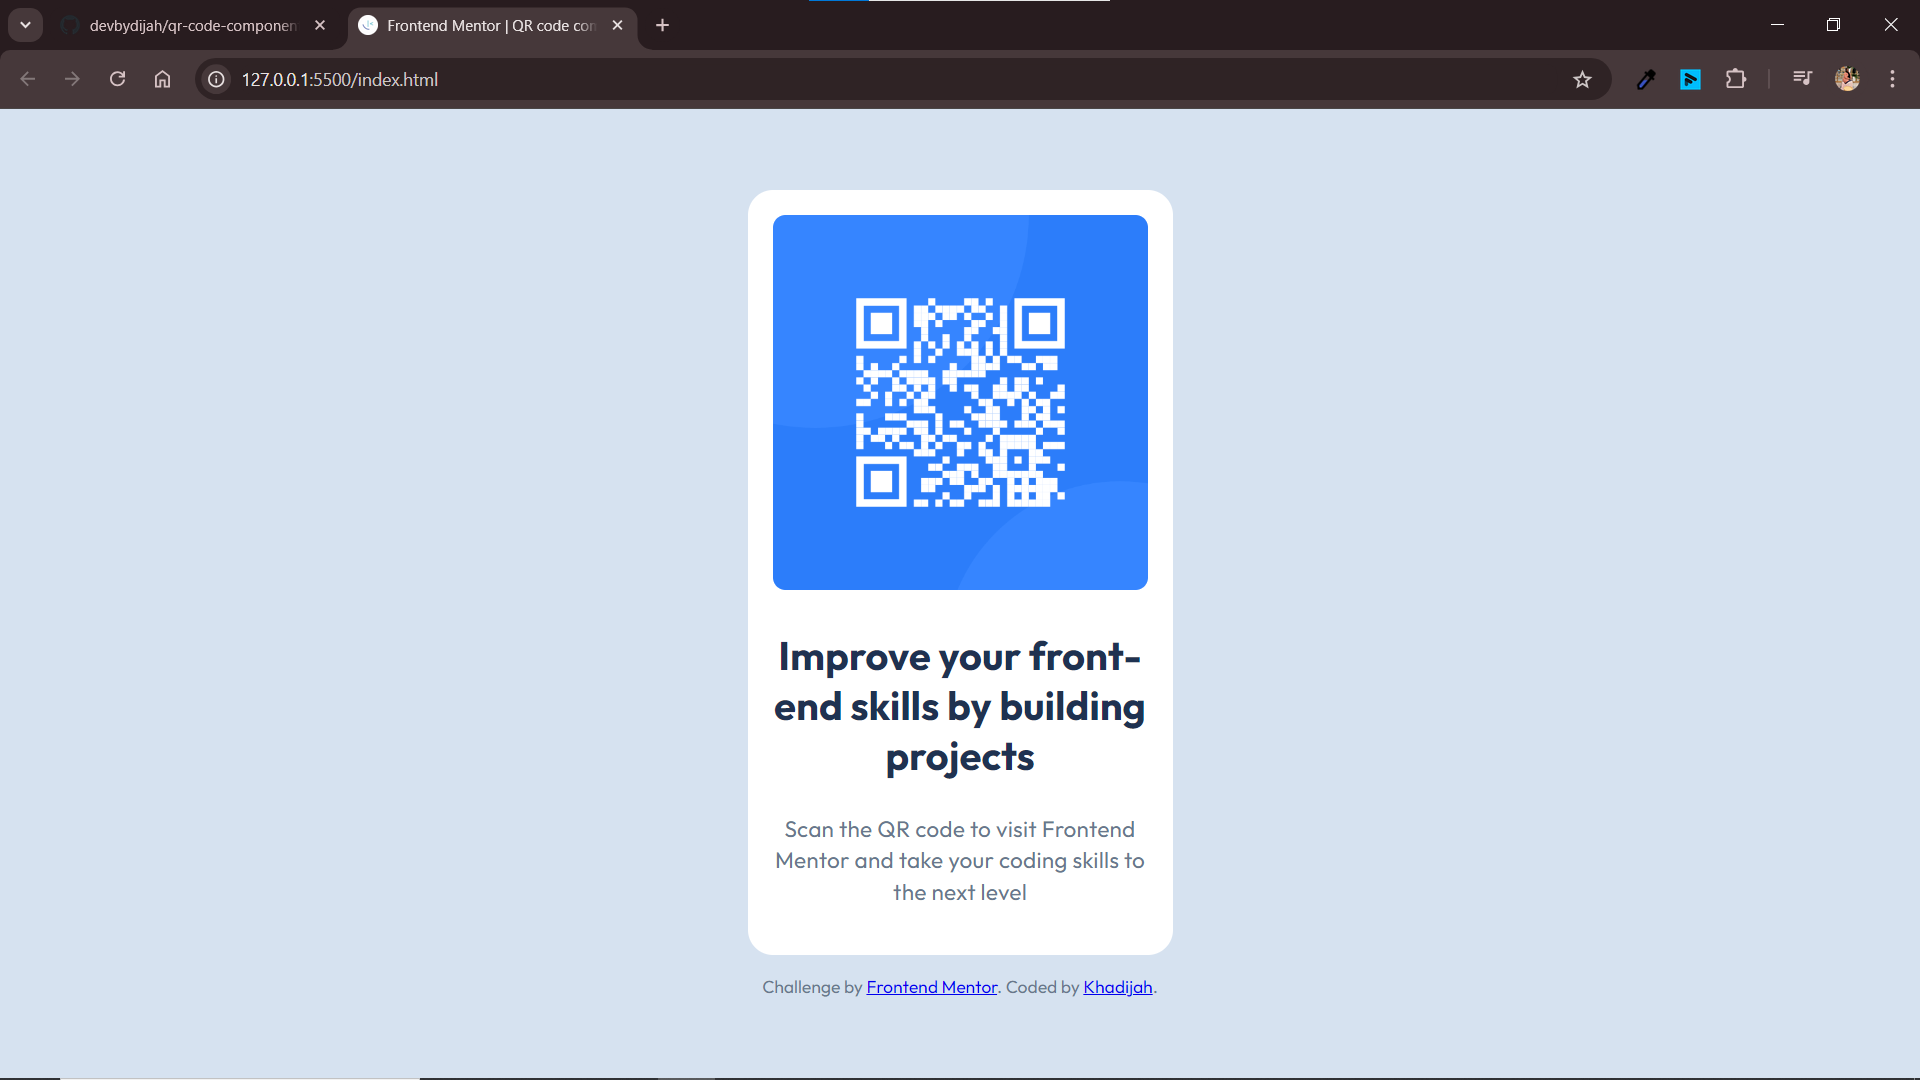 devbydijah/qr-code-componen
Frontend Mentor | QR code con
127.0.0.1:5500/index.html
Improve your front-
end skills by building
projects
Scan the QR code to visit Frontend
Mentor and take your coding skills to
the next level
Challenge by Frontend Mentor. Coded by Khadijah.